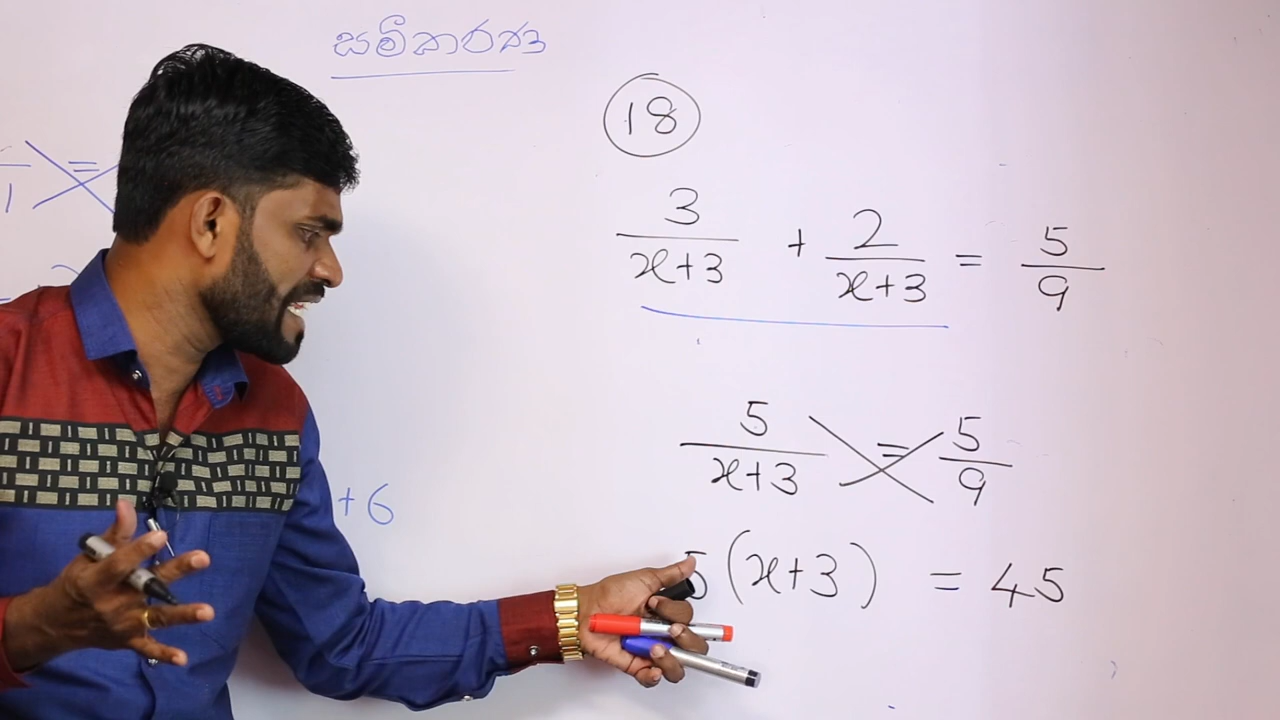 සමීකරණ
18
3/(x+3) + 2/(x+3) = 5/9
5/(x+3) = 5/9
5(x+3) = 45
+6